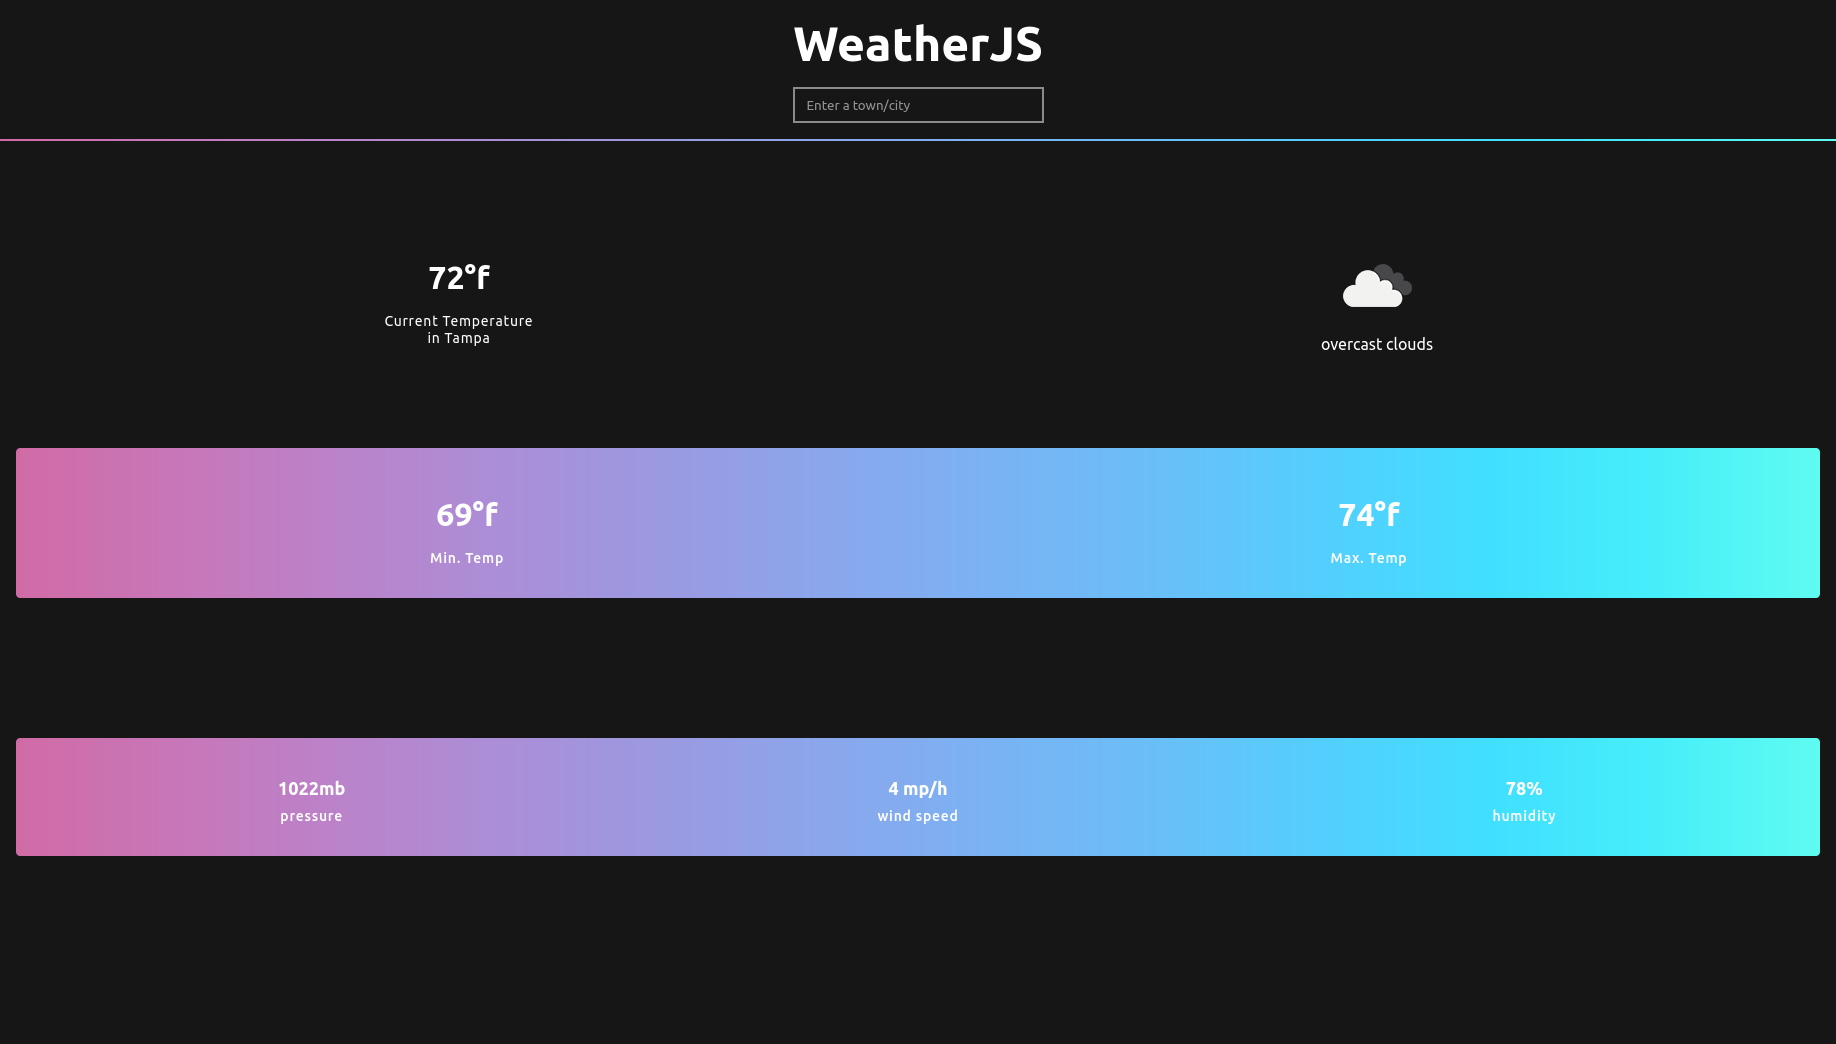 WeatherJS
Enter a town/city
72°f
Current Temperature
in Tampa
overcast clouds
69°f
Min. Temp
74°f
Max. Temp
1022mb
pressure
4 mp/h
wind speed
78%
humidity